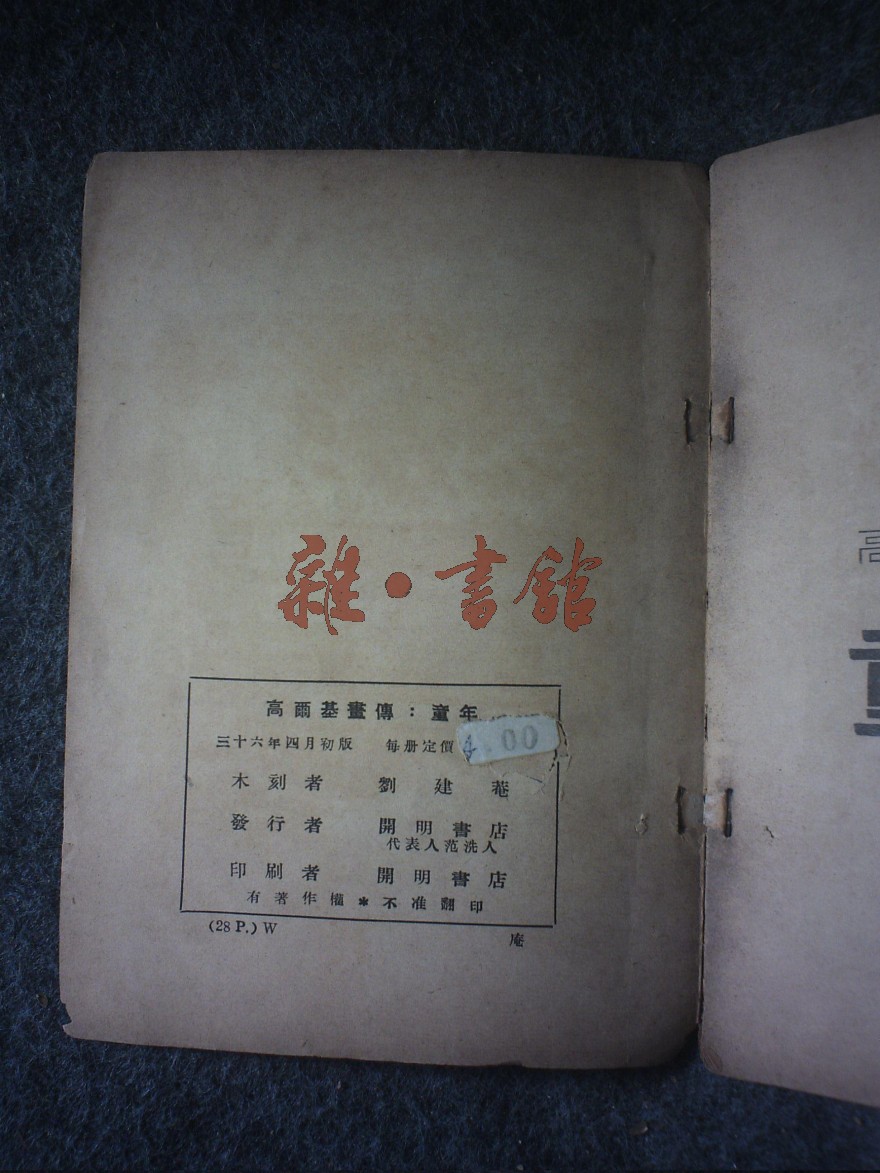 雜•書館
高爾基畫傳：童年
三十六年四月初版 每册定價 4.00
木刻者 劉建菴
發行者 開明書店
代表人范洗人
印刷者 開明書店
有著作權＊不准翻印
(28 P.) W 庵
高